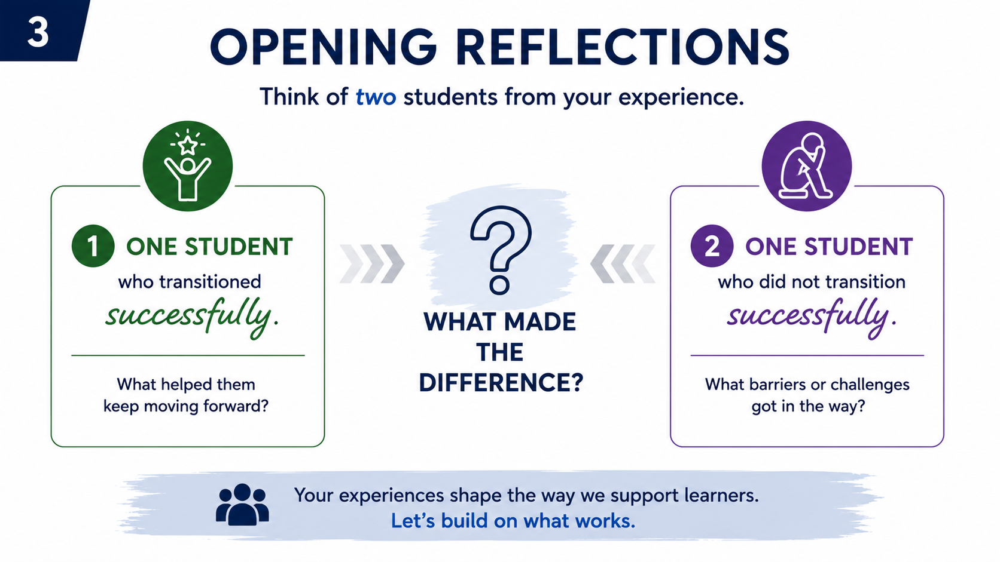 3
OPENING REFLECTIONS
Think of two students from your experience.
1 ONE STUDENT
who transitioned
successfully.
What helped them
keep moving forward?
?
WHAT MADE
THE
DIFFERENCE?
2 ONE STUDENT
who did not transition
successfully.
What barriers or challenges
got in the way?
Your experiences shape the way we support learners.
Let's build on what works.